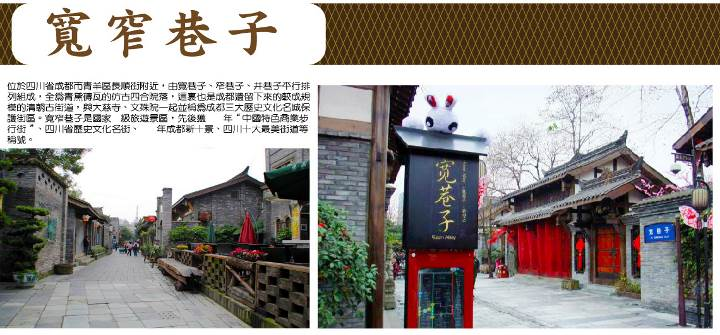 寬窄巷子
位於四川省成都市青羊區長順街附近，由寬巷子、窄巷子、井巷子平行排
列組成，全爲青黛磚瓦的仿古四合院落，這裏也是成都遺留下來的較成規
模的清朝古街道，與大慈寺、文殊院一起並稱爲成都三大歷史文化名城保
護街區。寬窄巷子是國家 級旅遊景區，先後獲 年“中國特色商業步
行街”、四川省歷史文化名街、 年成都新十景、四川十大最美街道等
稱號。
宽巷子
Kuan Alley
宽巷子